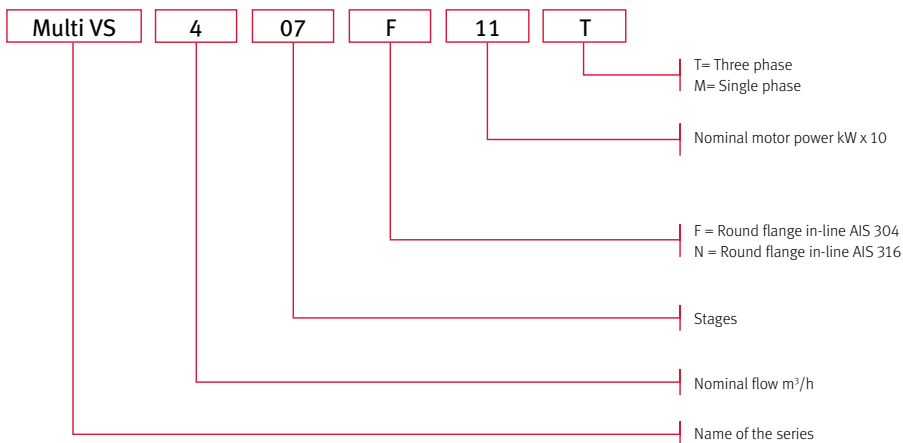 Multi VS 4 07 F 11 T
T= Three phase
M= Single phase
Nominal motor power kW x 10
F = Round flange in-line AIS 304
N = Round flange in-line AIS 316
Stages
Nominal flow m³/h
Name of the series